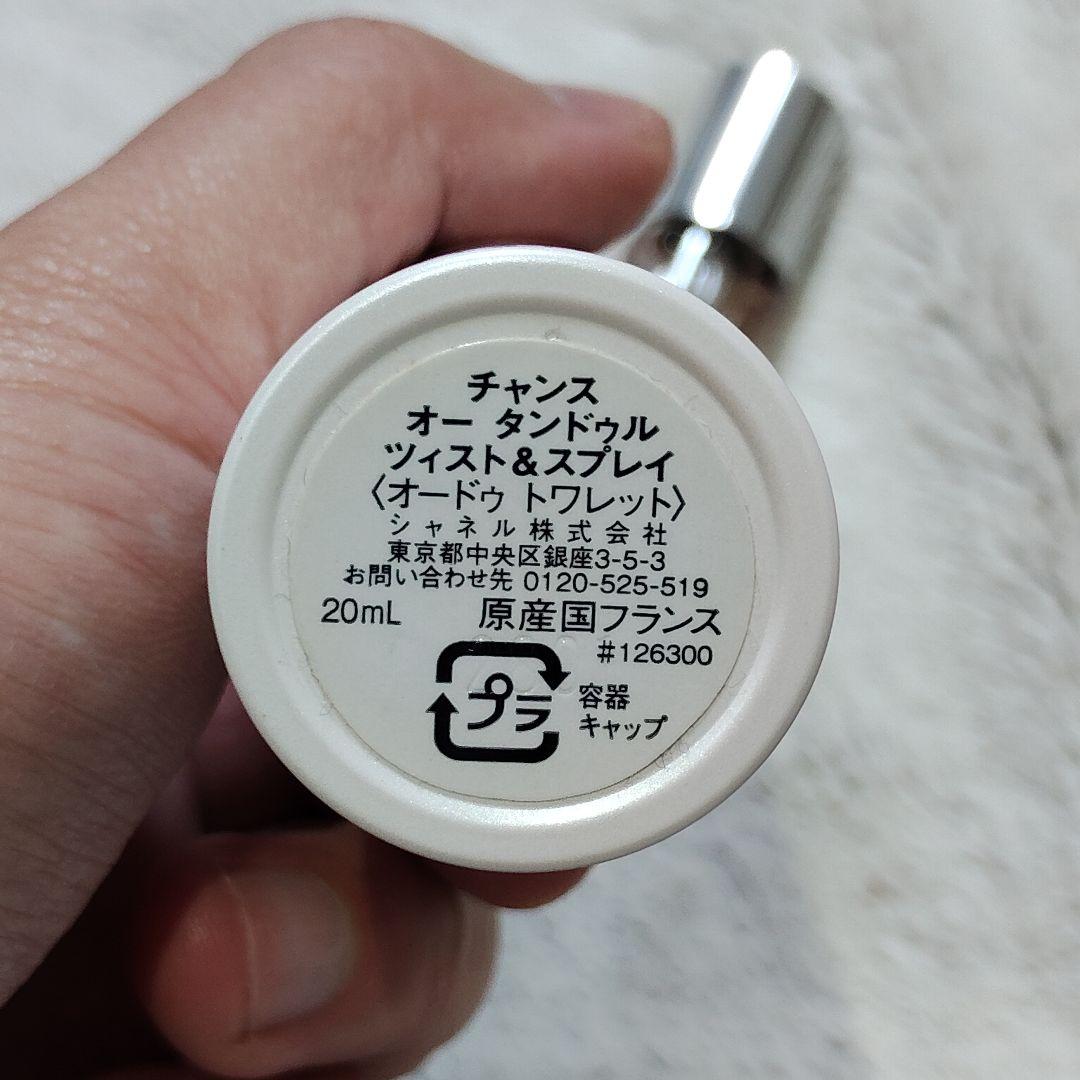 チャンス
オー タンドゥル
ツィスト&スプレイ
〈オードゥ トワレット〉
シャネル株式会社
東京都中央区銀座3-5-3
お問い合わせ先 0120-525-519
20mL 原産国フランス
#126300
プラ 容器
キャップ